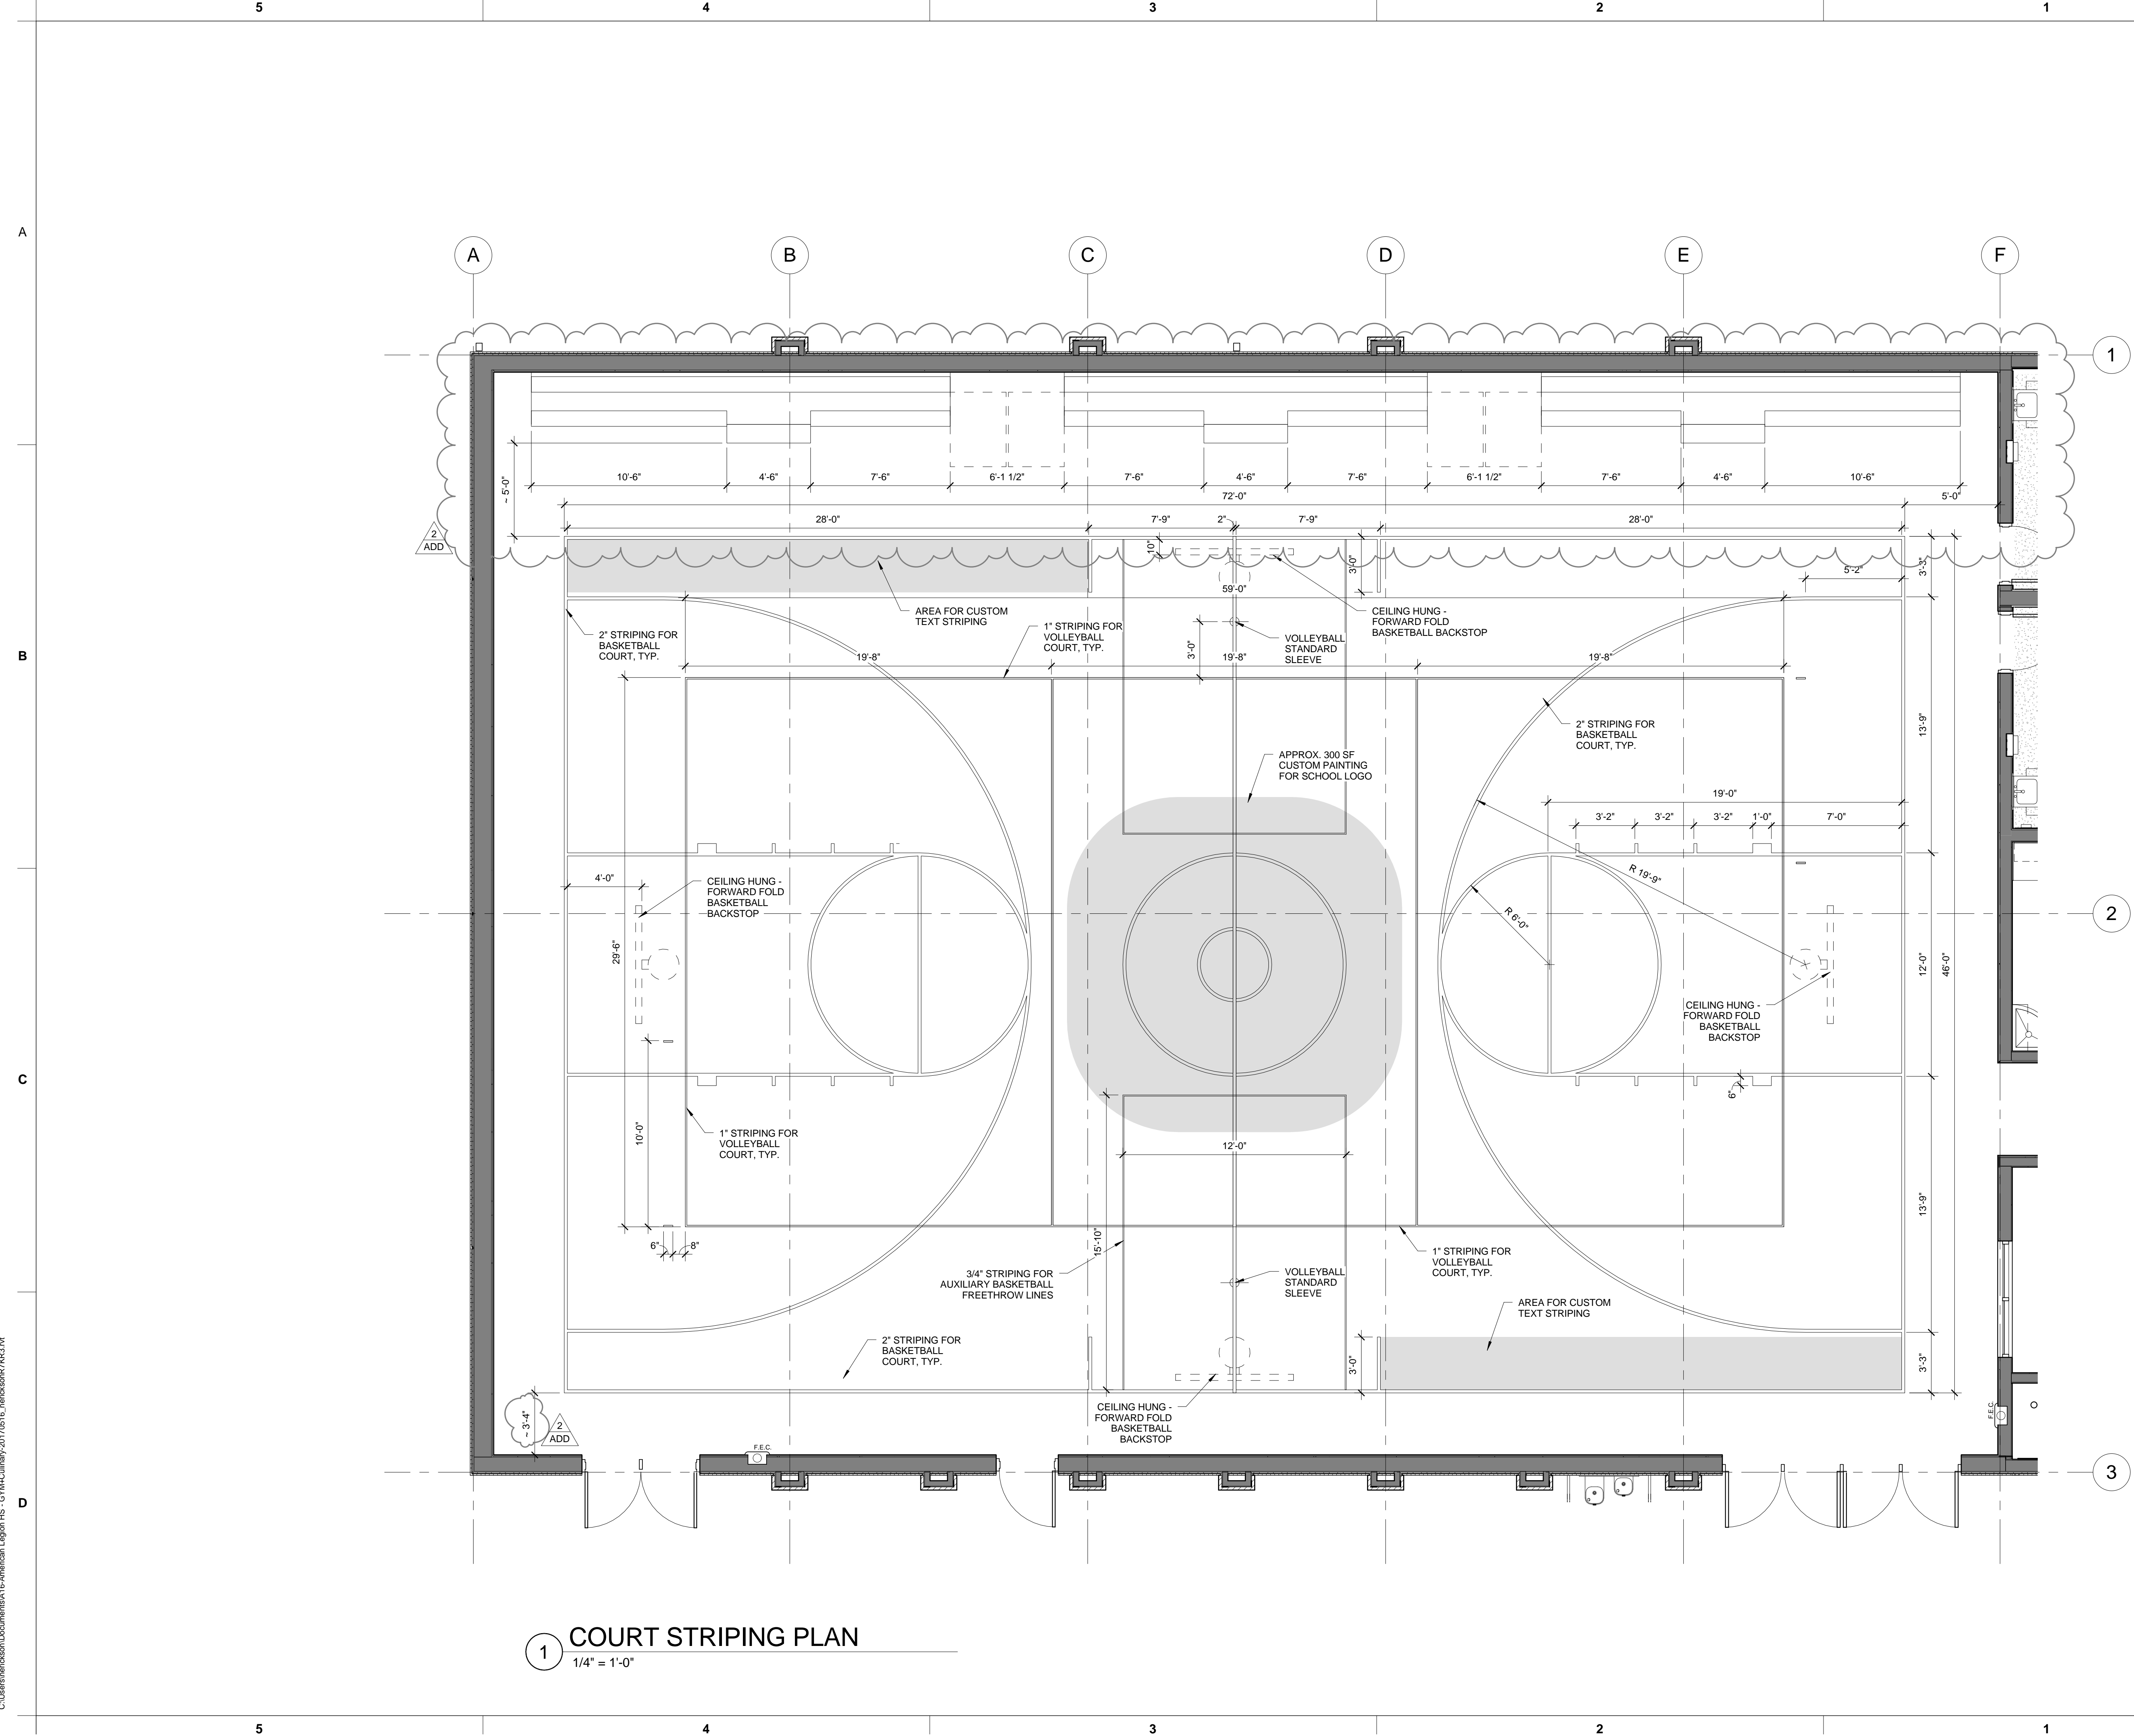 5
4
3
2
1
A
B
C
D
A
B
C
D
E
F
1
2
3
10'-6"
4'-6"
7'-6"
6'-1 1/2"
7'-6"
4'-6"
7'-6"
6'-1 1/2"
7'-6"
4'-6"
10'-6"
~ 5'-0"
72'-0"
5'-0"
28'-0"
7'-9"
2"
7'-9"
28'-0"
2
ADD
10"
3'-0"
3'-3"
5'-2"
59'-0"
AREA FOR CUSTOM
TEXT STRIPING
CEILING HUNG -
FORWARD FOLD
BASKETBALL BACKSTOP
2" STRIPING FOR
BASKETBALL
COURT, TYP.
1" STRIPING FOR
VOLLEYBALL
COURT, TYP.
VOLLEYBALL
STANDARD
SLEEVE
3'-0"
19'-8"
19'-8"
19'-8"
2" STRIPING FOR
BASKETBALL
COURT, TYP.
13'-9"
APPROX. 300 SF
CUSTOM PAINTING
FOR SCHOOL LOGO
19'-0"
3'-2"
3'-2"
3'-2"
1'-0"
7'-0"
4'-0"
CEILING HUNG -
FORWARD FOLD
BASKETBALL
BACKSTOP
R 19'-9"
R 6'-0"
29'-6"
12'-0"
46'-0"
CEILING HUNG -
FORWARD FOLD
BASKETBALL
BACKSTOP
6"
10'-0"
1" STRIPING FOR
VOLLEYBALL
COURT, TYP.
12'-0"
13'-9"
6"
8"
15'-10"
1" STRIPING FOR
VOLLEYBALL
COURT, TYP.
3/4" STRIPING FOR
AUXILIARY BASKETBALL
FREETHROW LINES
VOLLEYBALL
STANDARD
SLEEVE
AREA FOR CUSTOM
TEXT STRIPING
2" STRIPING FOR
BASKETBALL
COURT, TYP.
3'-0"
3'-3"
CEILING HUNG -
FORWARD FOLD
BASKETBALL
BACKSTOP
~ 3'-4"
2
ADD
F.E.C.
F.E.C.
1
COURT STRIPING PLAN
1/4" = 1'-0"
5
4
3
2
1